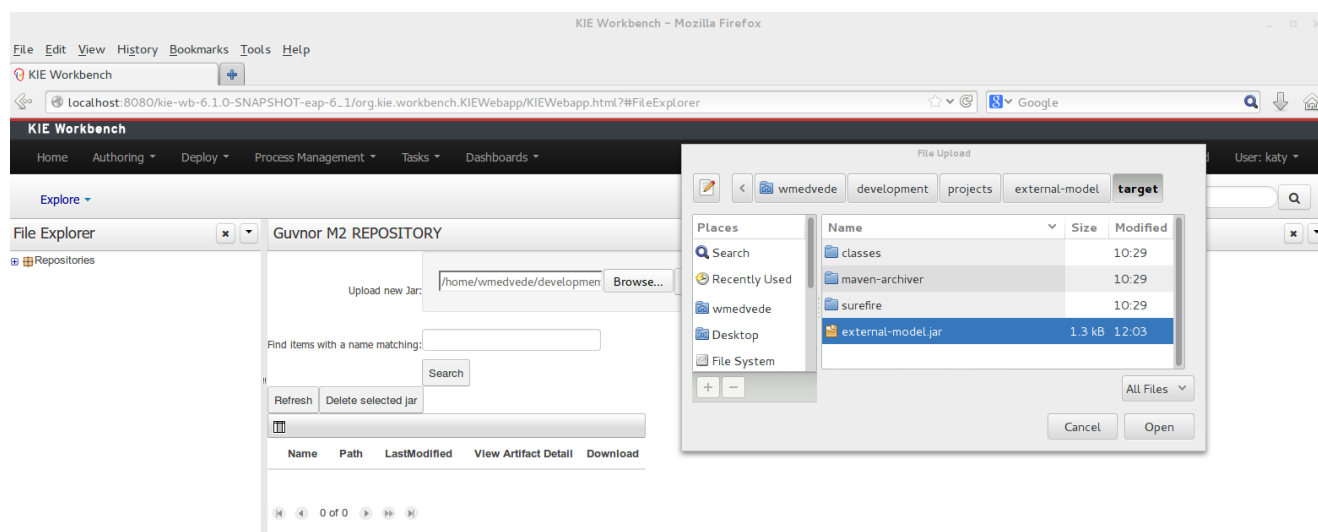 KIE Workbench - Mozilla Firefox
File Edit View History Bookmarks Tools Help
KIE Workbench
localhost:8080/kie-wb-6.1.0-SNAPSHOT-eap-6_1/org.kie.workbench.KIEWebapp/KIEWebapp.html?#FileExplorer
Google
KIE Workbench
Home Authoring Deploy Process Management Tasks Dashboards
User: katy
Explore
File Explorer
Repositories
Guvnor M2 REPOSITORY
Upload new Jar: /home/wmedvede/developmen Browse...
Find items with a name matching:
Search
Refresh Delete selected jar
Name Path LastModified View Artifact Detail Download
0 of 0
File Upload
wmedvede development projects external-model target
Places
Search
Recently Used
wmedvede
Desktop
File System
Name Size Modified
classes 10:29
maven-archiver 10:29
surefire 10:29
external-model.jar 1.3 kB 12:03
All Files
Cancel Open